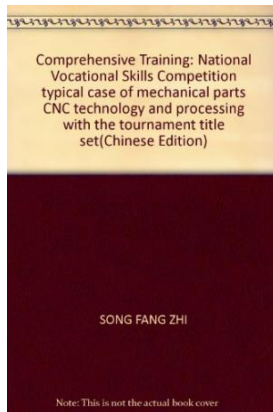 Comprehensive Training: National
Vocational Skills Competition
typical case of mechanical parts
CNC technology and processing
with the tournament title
set(Chinese Edition)
SONG FANG ZHI
Note: This is not the actual book cover